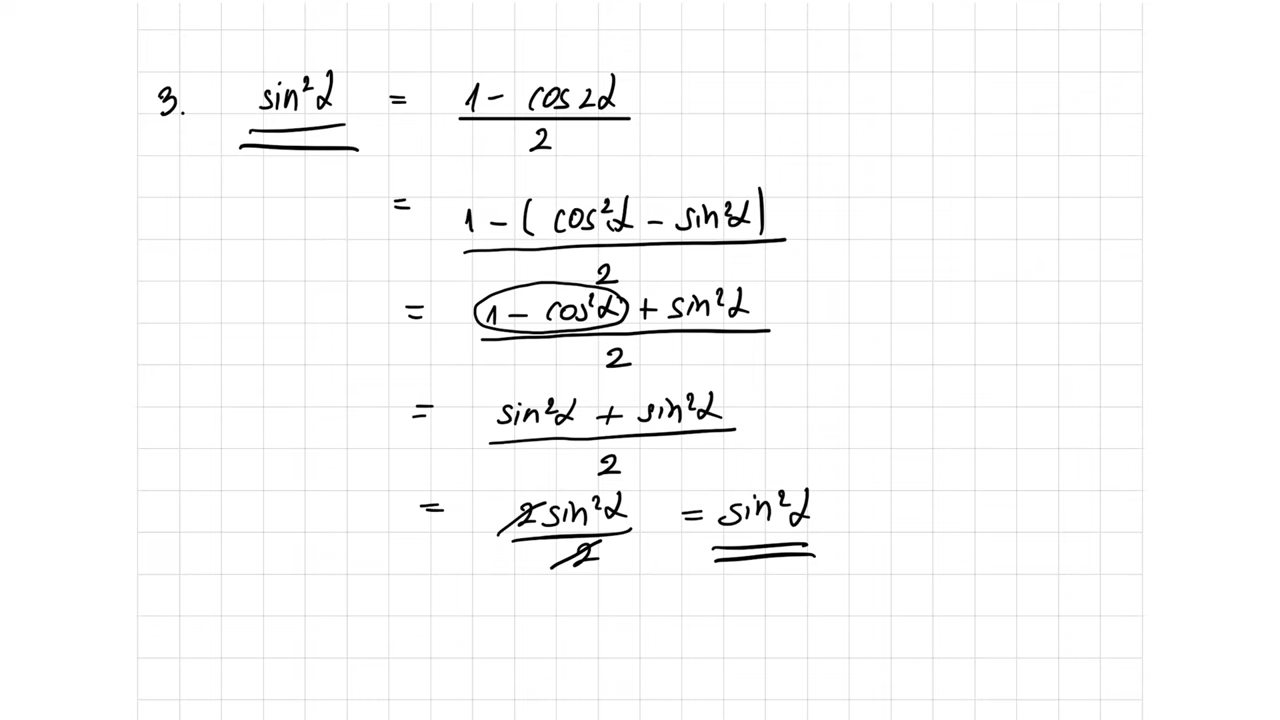 3. sin²α = (1 - cos2α)/2
= (1 - (cos²α - sin²α))/2
= (1 - cos²α + sin²α)/2
= (sin²α + sin²α)/2
= 2sin²α/2 = sin²α